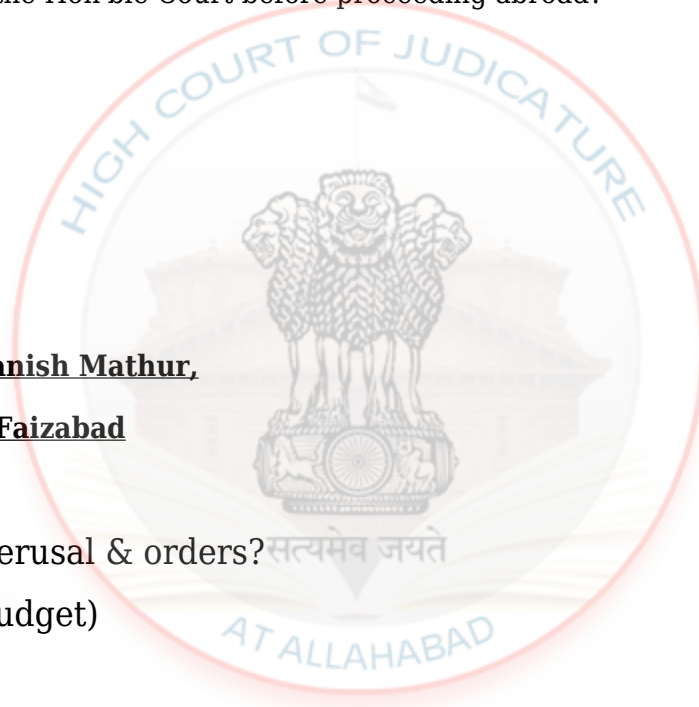 the Hon'ble Court before proceeding abroad?
HIGH COURT OF JUDICATURE
anish Mathur,
Faizabad
erusal & orders?
सत्यमेव जयते
udget)
AT ALLAHABAD